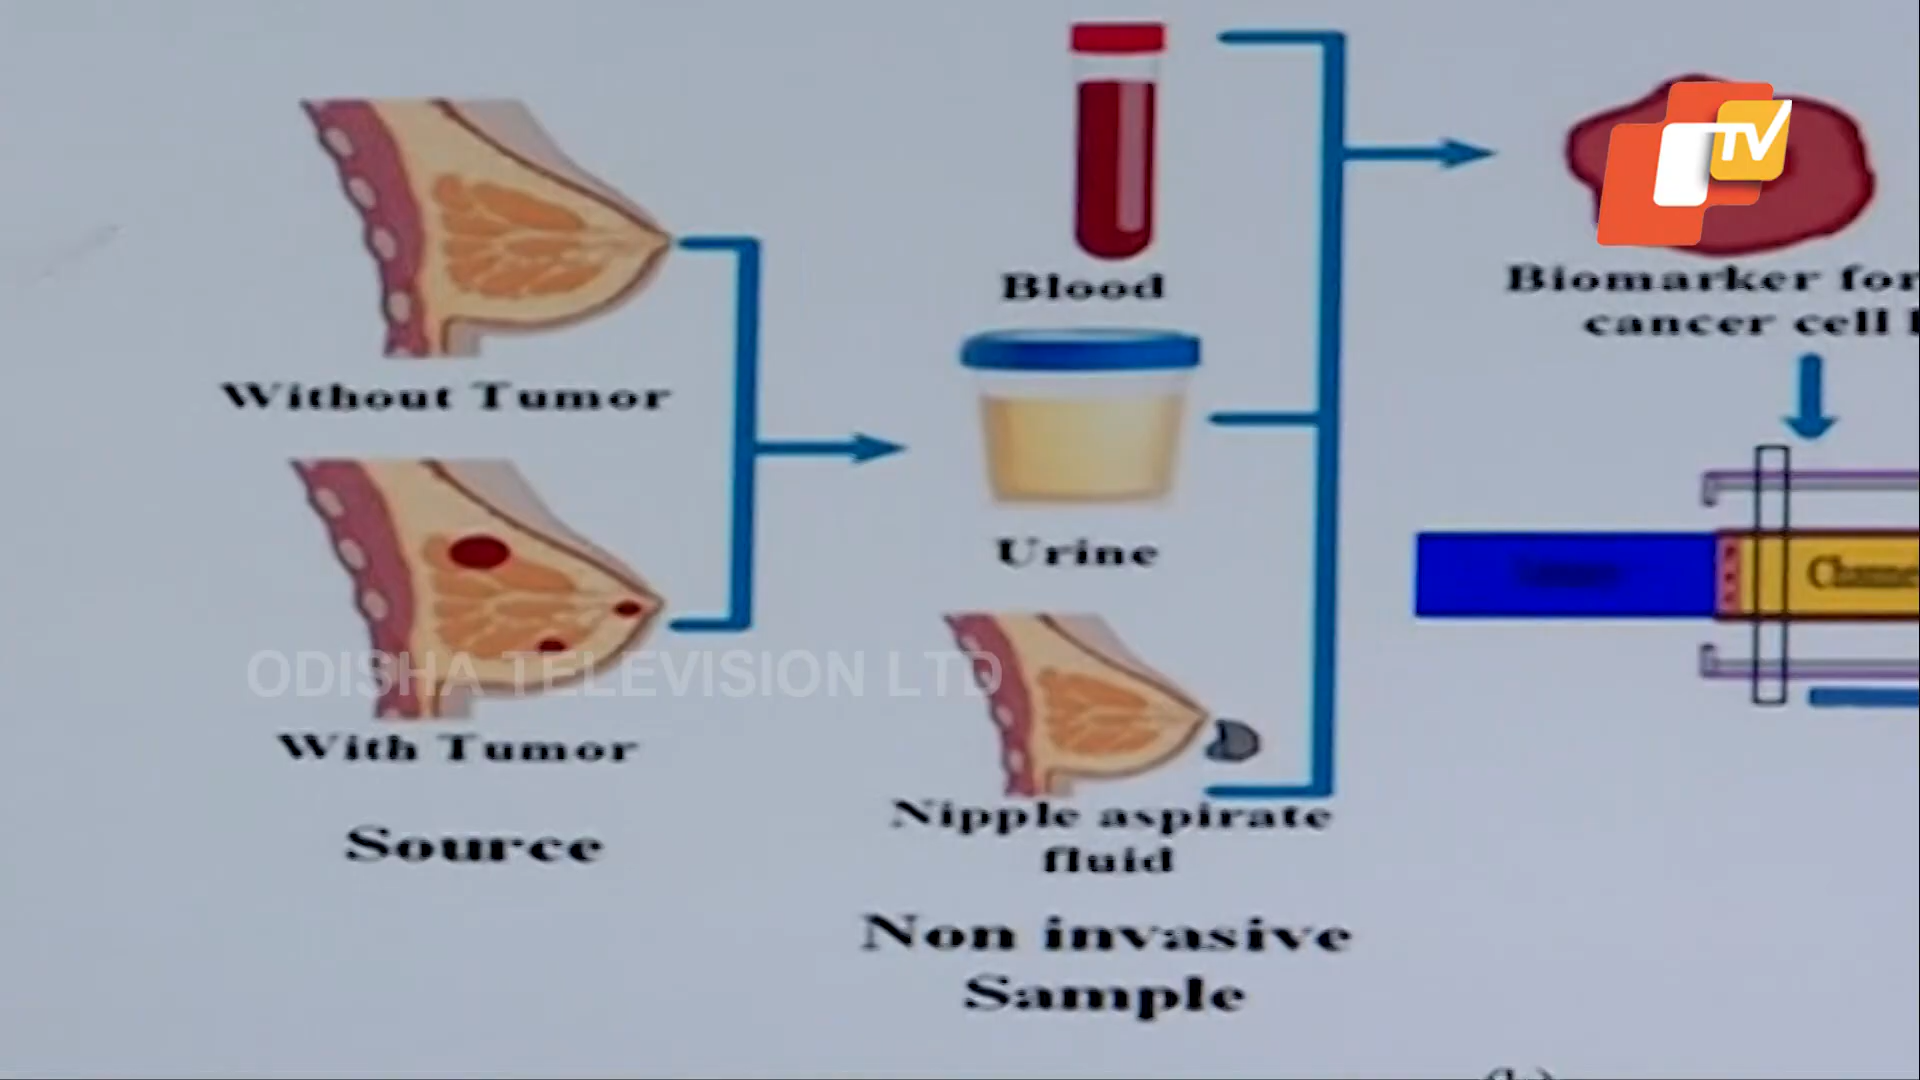 TV
Blood
Biomarker for
cancer cell
Without Tumor
Urine
Channe
ODISHA TELEVISION LTD
With Tumor
Nipple aspirate
fluid
Source
Non invasive
Sample